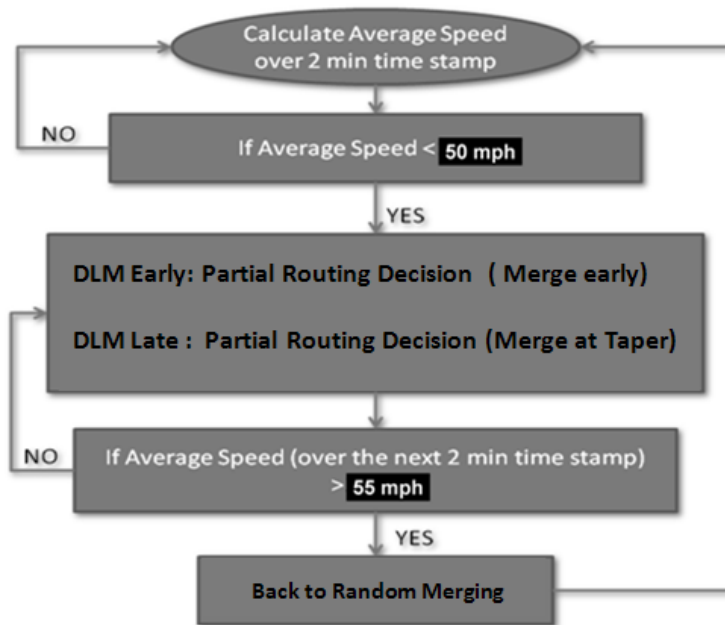 Calculate Average Speed
over 2 min time stamp
NO
If Average Speed < 50 mph
YES
DLM Early: Partial Routing Decision ( Merge early)
DLM Late : Partial Routing Decision (Merge at Taper)
NO
If Average Speed (over the next 2 min time stamp)
> 55 mph
YES
Back to Random Merging